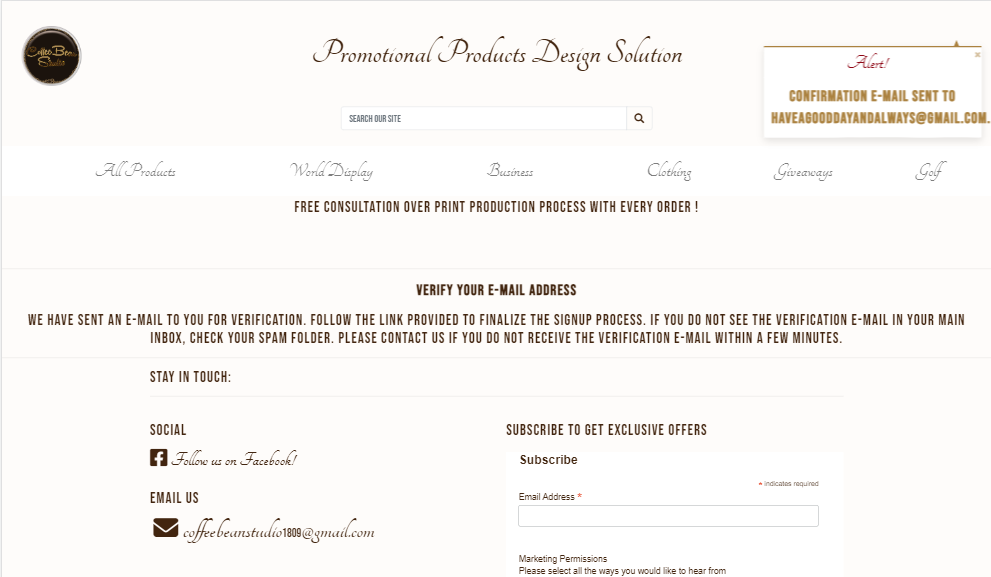 Coffee Bean
Studio
Promotional Products Design Solution
Alert!
×
CONFIRMATION E-MAIL SENT TO
HAVEAGOODDAYANDALWAYS@GMAIL.COM.
SEARCH OUR SITE
All Products World Display Business Clothing Giveaways Golf
FREE CONSULTATION OVER PRINT PRODUCTION PROCESS WITH EVERY ORDER !
VERIFY YOUR E-MAIL ADDRESS
WE HAVE SENT AN E-MAIL TO YOU FOR VERIFICATION. FOLLOW THE LINK PROVIDED TO FINALIZE THE SIGNUP PROCESS. IF YOU DO NOT SEE THE VERIFICATION E-MAIL IN YOUR MAIN
INBOX, CHECK YOUR SPAM FOLDER. PLEASE CONTACT US IF YOU DO NOT RECEIVE THE VERIFICATION E-MAIL WITHIN A FEW MINUTES.
STAY IN TOUCH:
SOCIAL
Follow us on Facebook!
EMAIL US
coffeebeanstudio1809@gmail.com
SUBSCRIBE TO GET EXCLUSIVE OFFERS
Subscribe
* indicates required
Email Address *
Marketing Permissions
Please select all the ways you would like to hear from